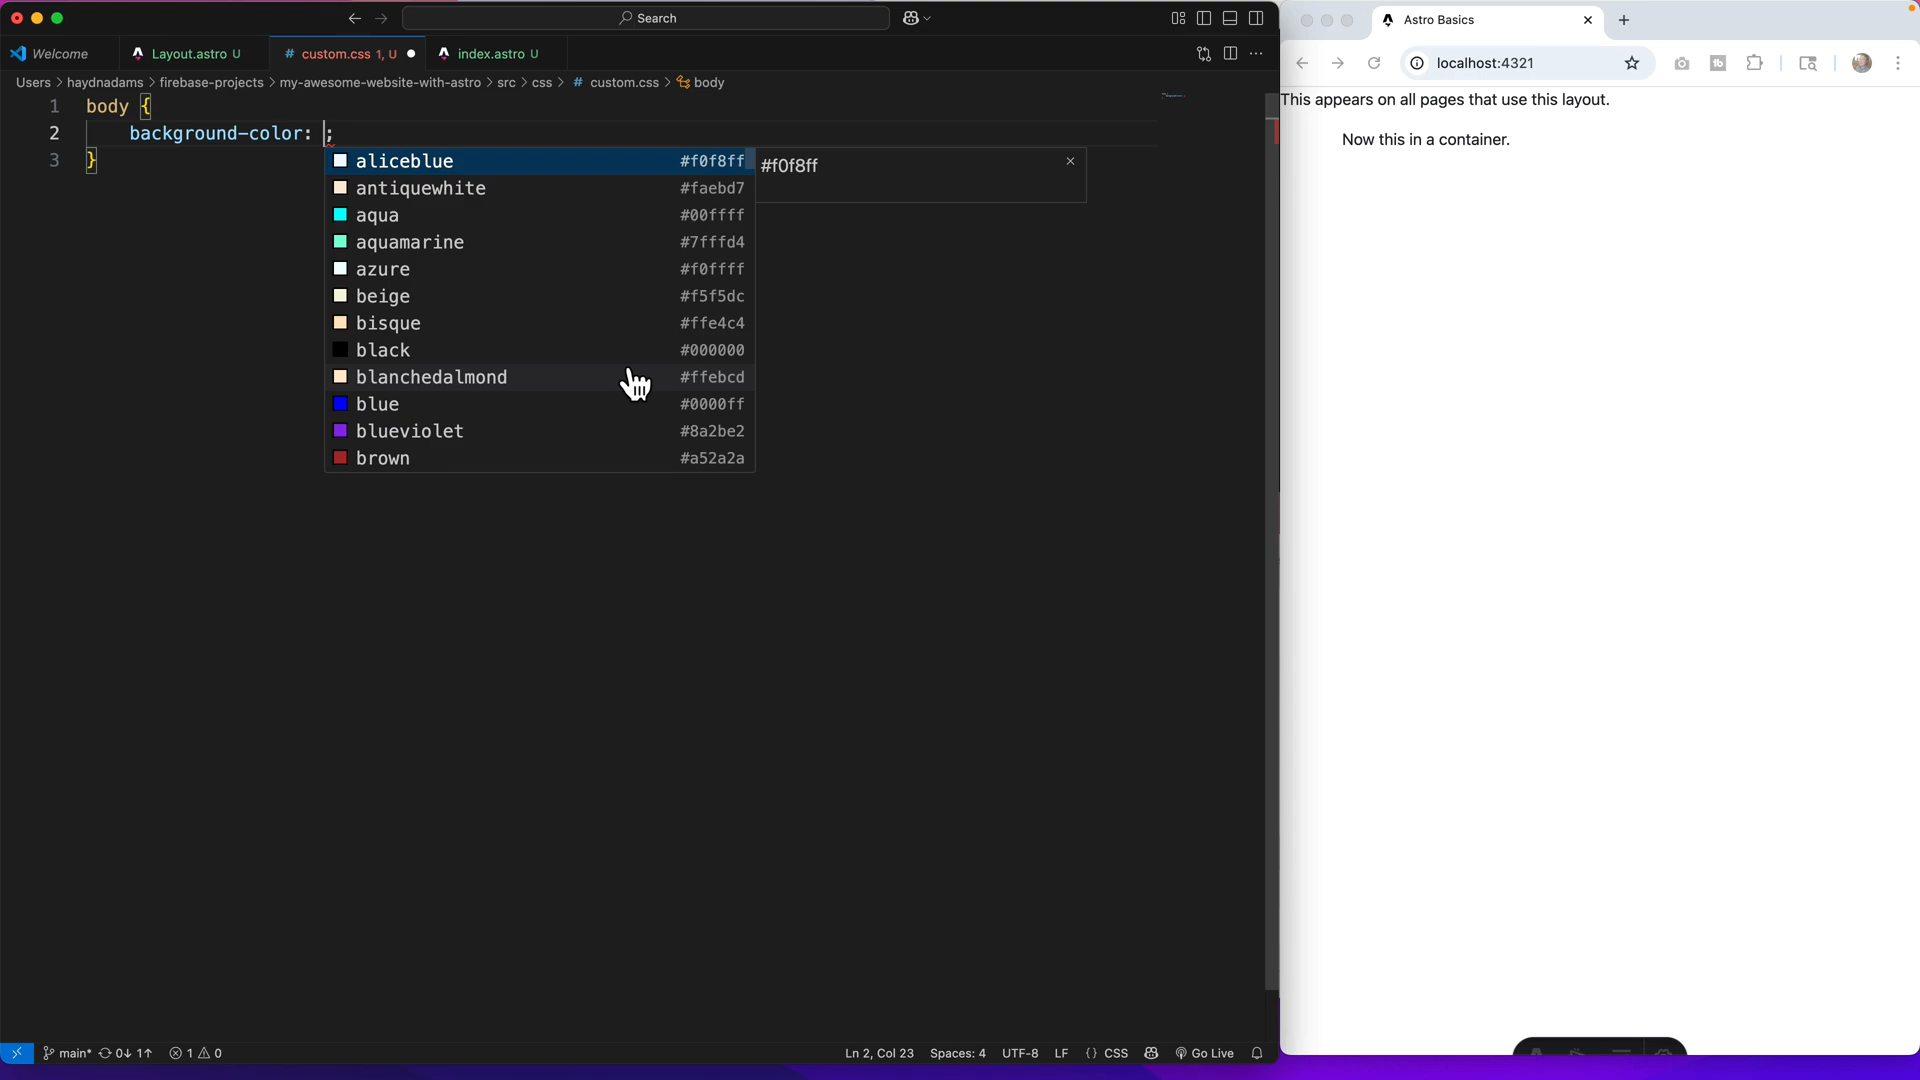 Search
Welcome
Layout.astro U
# custom.css 1, U
index.astro U
Users > haydnadams > firebase-projects > my-awesome-website-with-astro > src > css > # custom.css > body
1 body {
2 background-color: ;
3 }
aliceblue #f0f8ff
#f0f8ff
antiquewhite #faebd7
aqua #00ffff
aquamarine #7fffd4
azure #f0ffff
beige #f5f5dc
bisque #ffe4c4
black #000000
blanchedalmond #ffebcd
blue #0000ff
blueviolet #8a2be2
brown #a52a2a
main* 0↓ 1↑ 1 0
Ln 2, Col 23 Spaces: 4 UTF-8 LF {} CSS Go Live
Astro Basics
localhost:4321
This appears on all pages that use this layout.
Now this in a container.